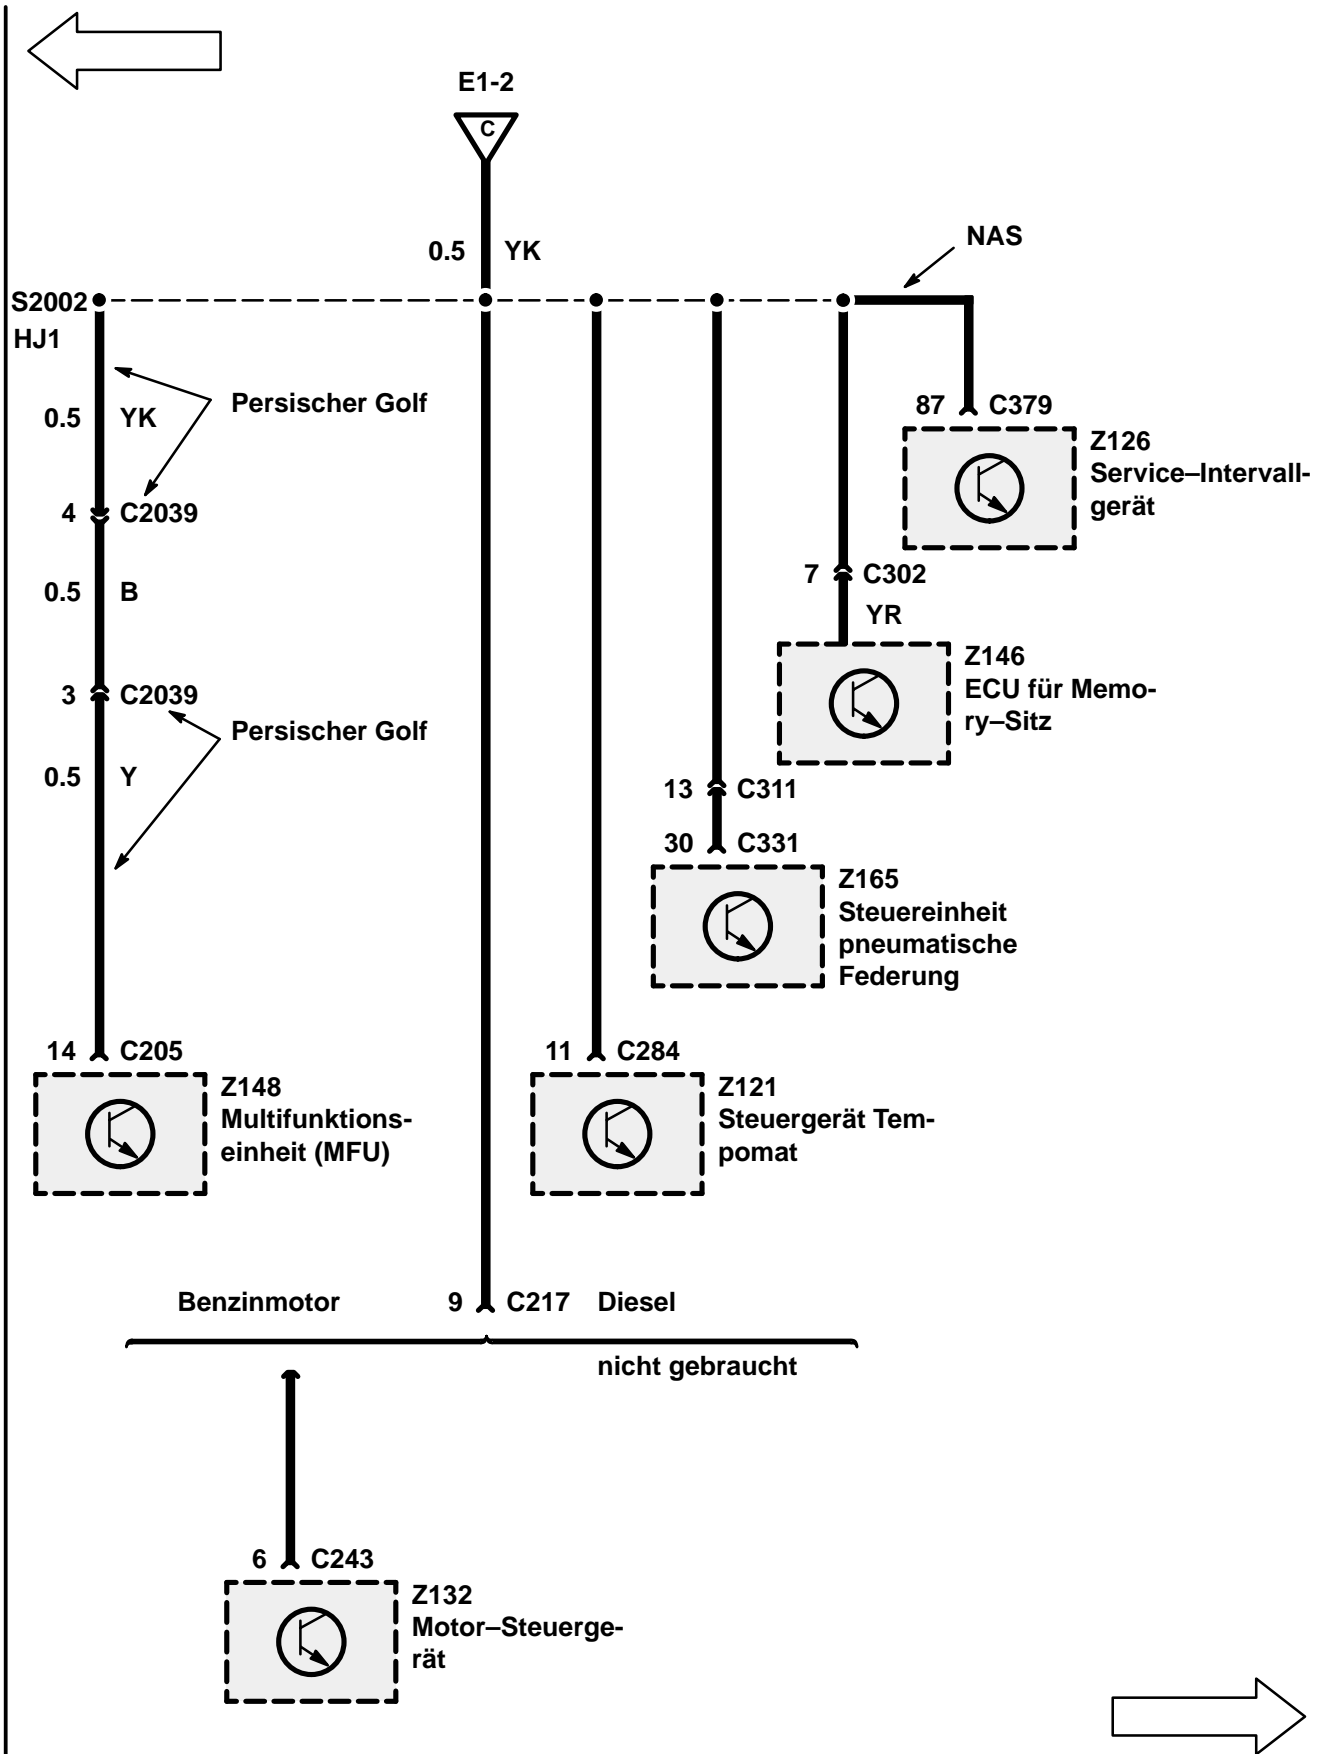 E1-2
C
0.5 YK
NAS
S2002
HJ1
Persischer Golf
0.5 YK
87 C379
Z126
Service–Intervall-
gerät
4 C2039
7 C302
0.5 B
YR
Z146
ECU für Memo-
ry–Sitz
3 C2039
Persischer Golf
0.5 Y
13 C311
30 C331
Z165
Steuereinheit
pneumatische
Federung
14 C205
Z148
Multifunktions-
einheit (MFU)
11 C284
Z121
Steuergerät Tem-
pomat
Benzinmotor 9 C217 Diesel
nicht gebraucht
6 C243
Z132
Motor–Steuerge-
rät